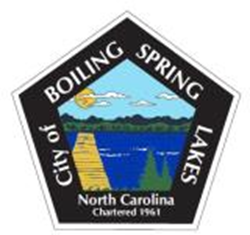 City of BOILING SPRING LAKES
North Carolina
Chartered 1961